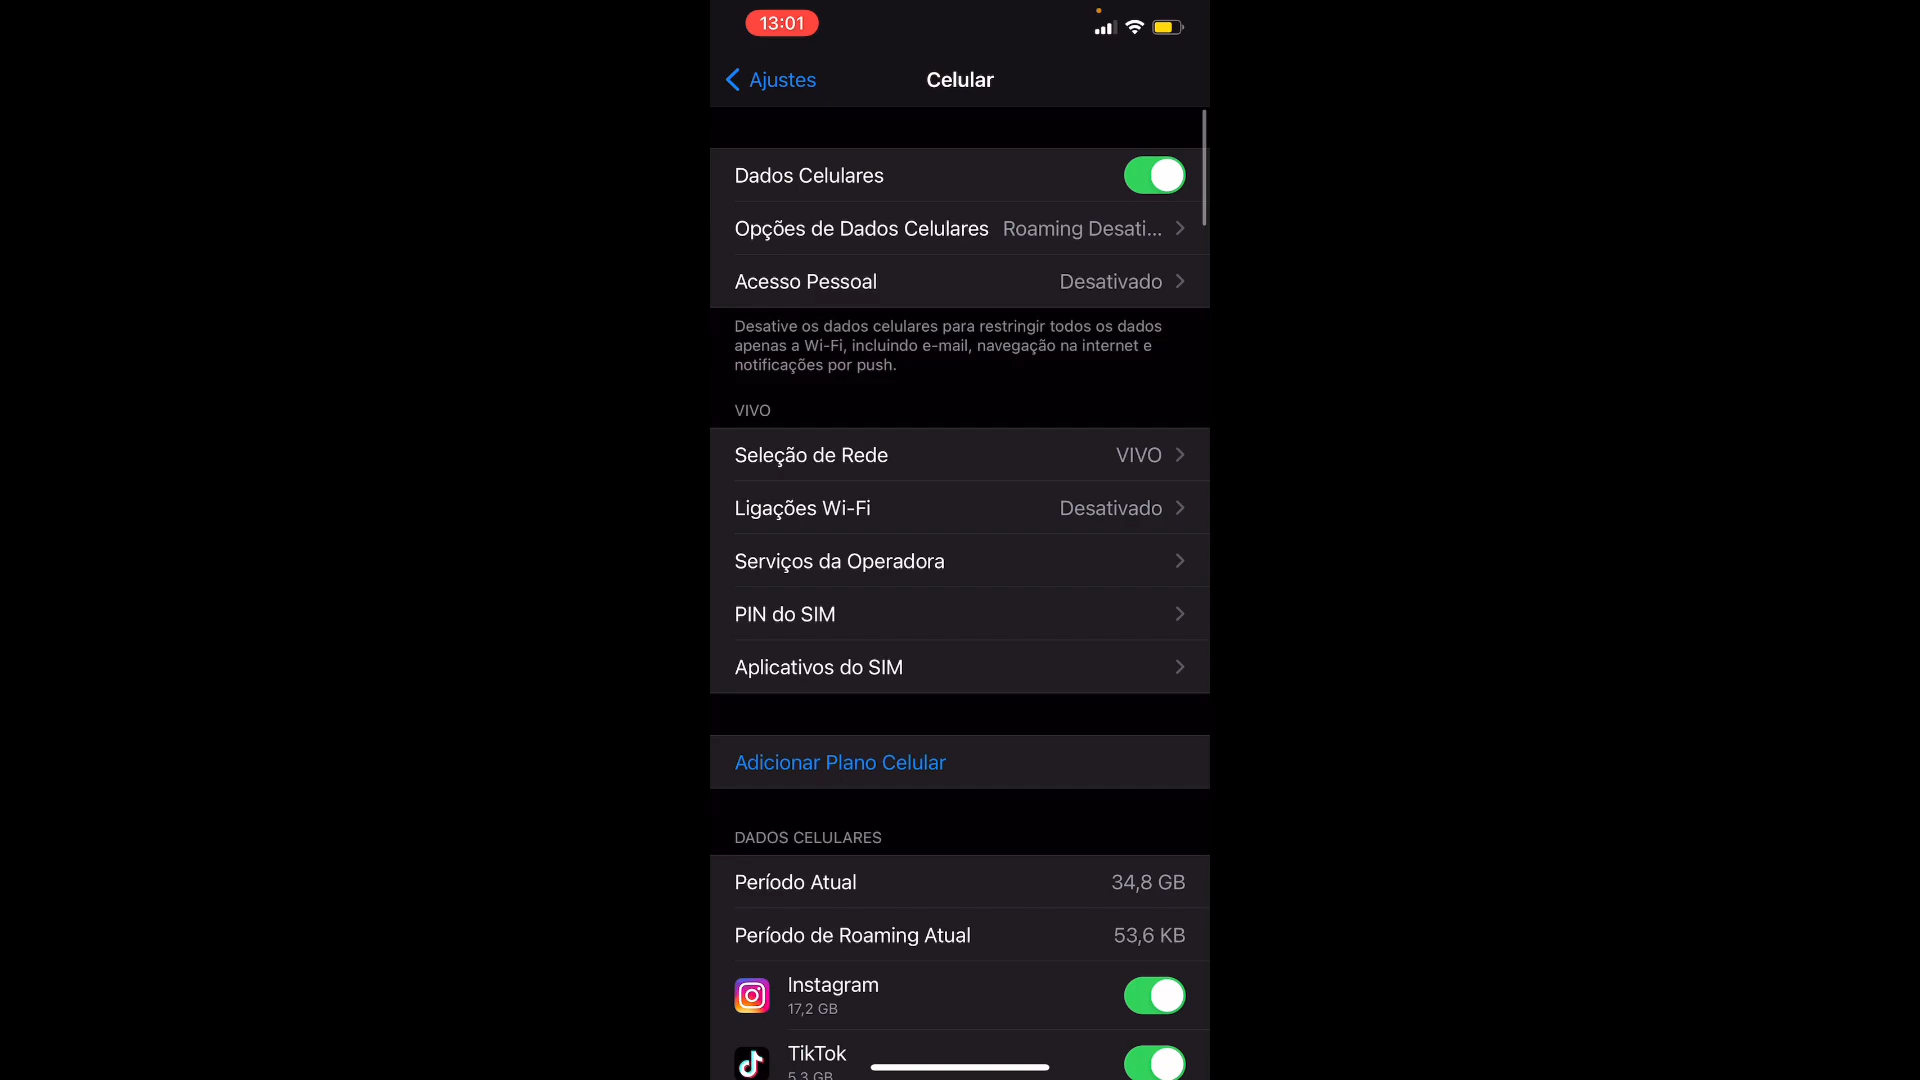 13:01
Ajustes
Celular
Dados Celulares
Opções de Dados Celulares Roaming Desati...
Acesso Pessoal Desativado
Desative os dados celulares para restringir todos os dados
apenas a Wi-Fi, incluindo e-mail, navegação na internet e
notificações por push.
VIVO
Seleção de Rede VIVO
Ligações Wi-Fi Desativado
Serviços da Operadora
PIN do SIM
Aplicativos do SIM
Adicionar Plano Celular
DADOS CELULARES
Período Atual 34,8 GB
Período de Roaming Atual 53,6 KB
Instagram
17,2 GB
TikTok
5,3 GB